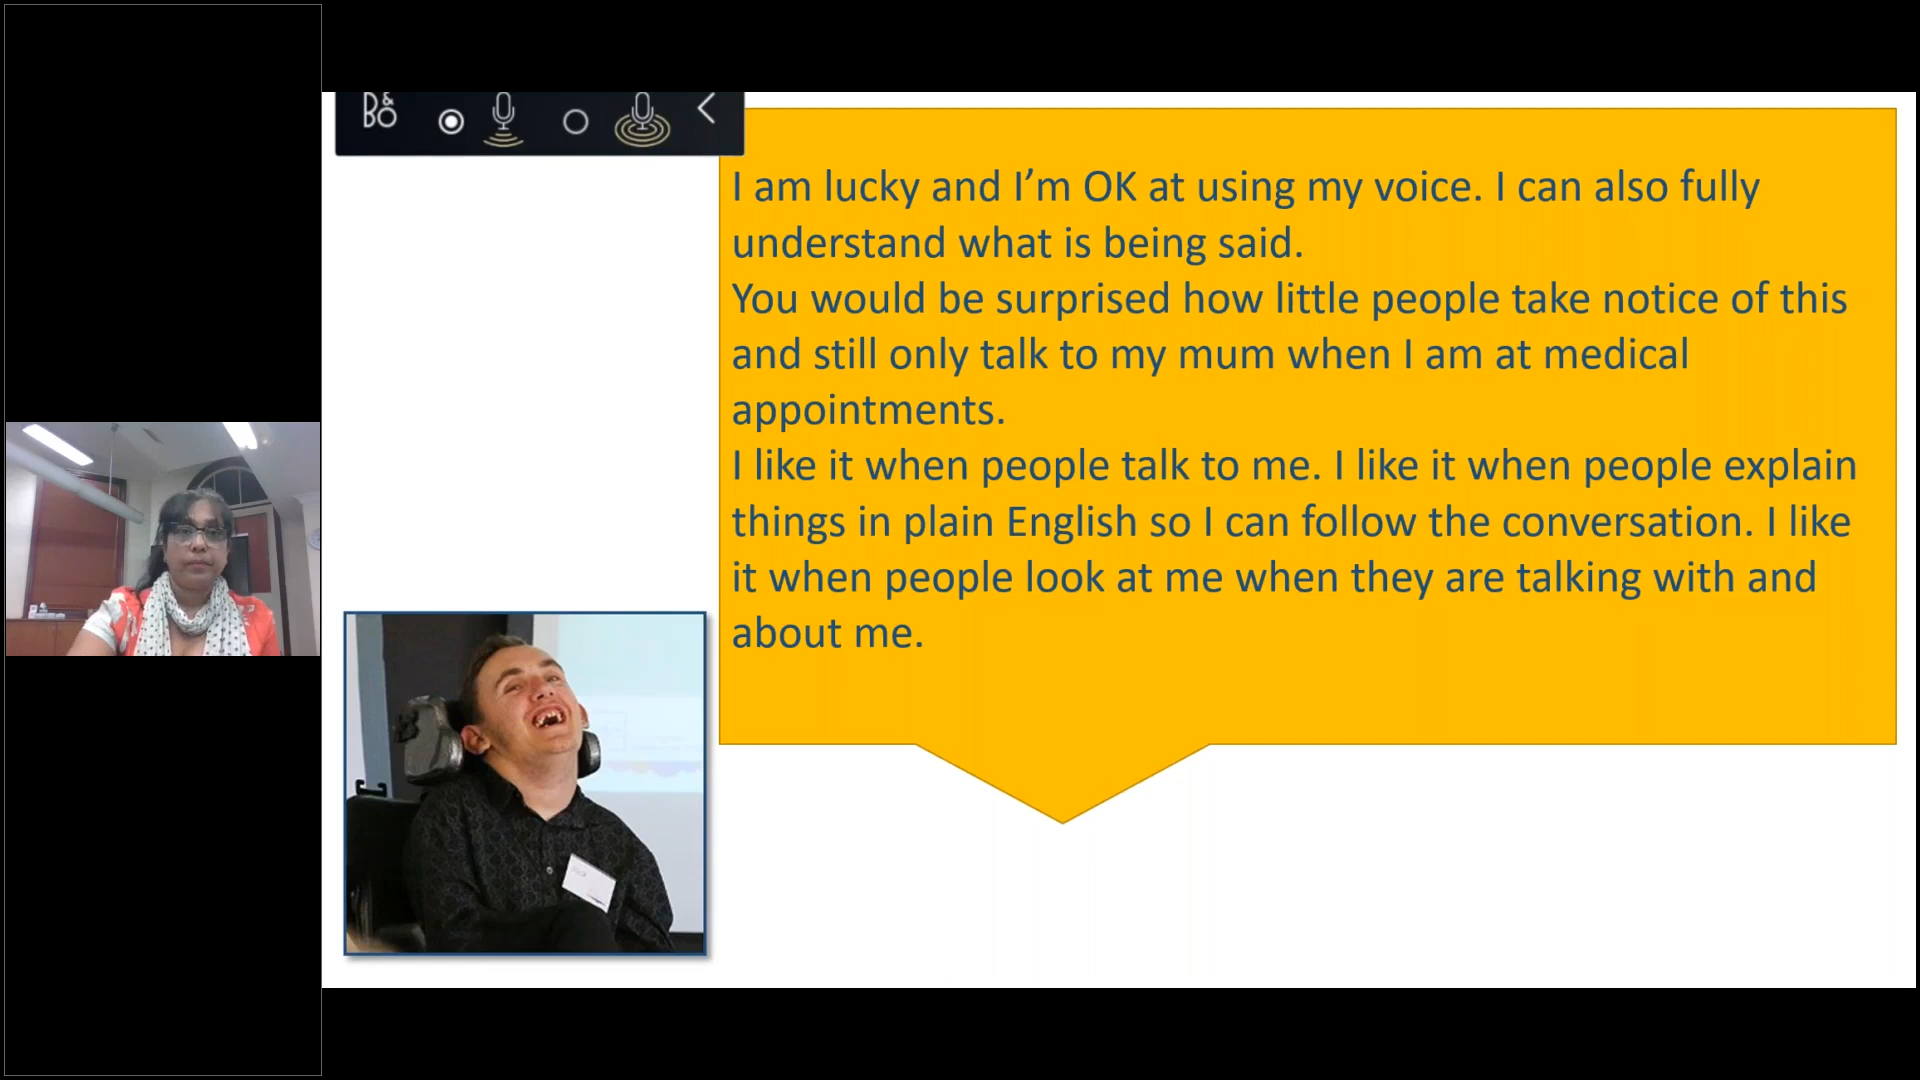 B&O
I am lucky and I’m OK at using my voice. I can also fully
understand what is being said.
You would be surprised how little people take notice of this
and still only talk to my mum when I am at medical
appointments.
I like it when people talk to me. I like it when people explain
things in plain English so I can follow the conversation. I like
it when people look at me when they are talking with and
about me.